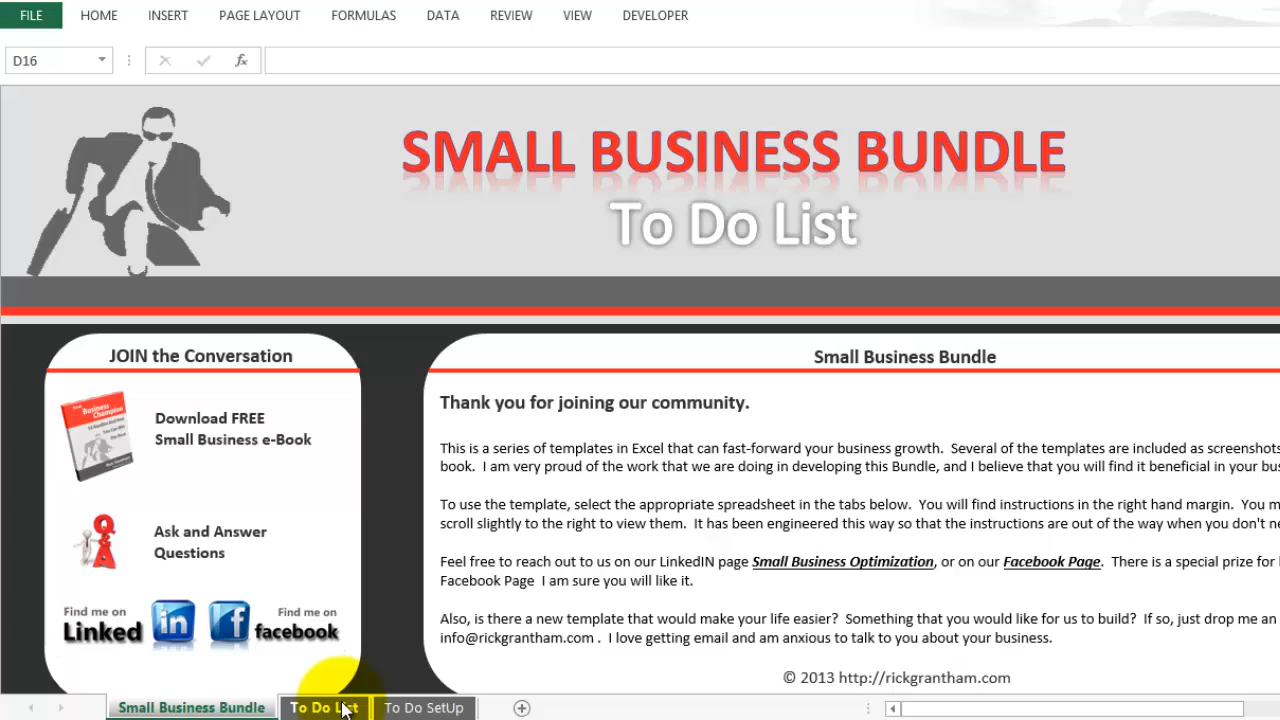 FILE HOME INSERT PAGE LAYOUT FORMULAS DATA REVIEW VIEW DEVELOPER
D16 fx
SMALL BUSINESS BUNDLE
To Do List
JOIN the Conversation
Download FREE
Small Business e-Book
Ask and Answer
Questions
Find me on
Linked in
Find me on
facebook
Small Business Bundle
Thank you for joining our community.
This is a series of templates in Excel that can fast-forward your business growth. Several of the templates are included as screenshots
book. I am very proud of the work that we are doing in developing this Bundle, and I believe that you will find it beneficial in your bus
To use the template, select the appropriate spreadsheet in the tabs below. You will find instructions in the right hand margin. You m
scroll slightly to the right to view them. It has been engineered this way so that the instructions are out of the way when you don't ne
Feel free to reach out to us on our LinkedIN page Small Business Optimization, or on our Facebook Page. There is a special prize for
Facebook Page I am sure you will like it.
Also, is there a new template that would make your life easier? Something that you would like for us to build? If so, just drop me an
info@rickgrantham.com . I love getting email and am anxious to talk to you about your business.
© 2013 http://rickgrantham.com
Small Business Bundle To Do List To Do SetUp